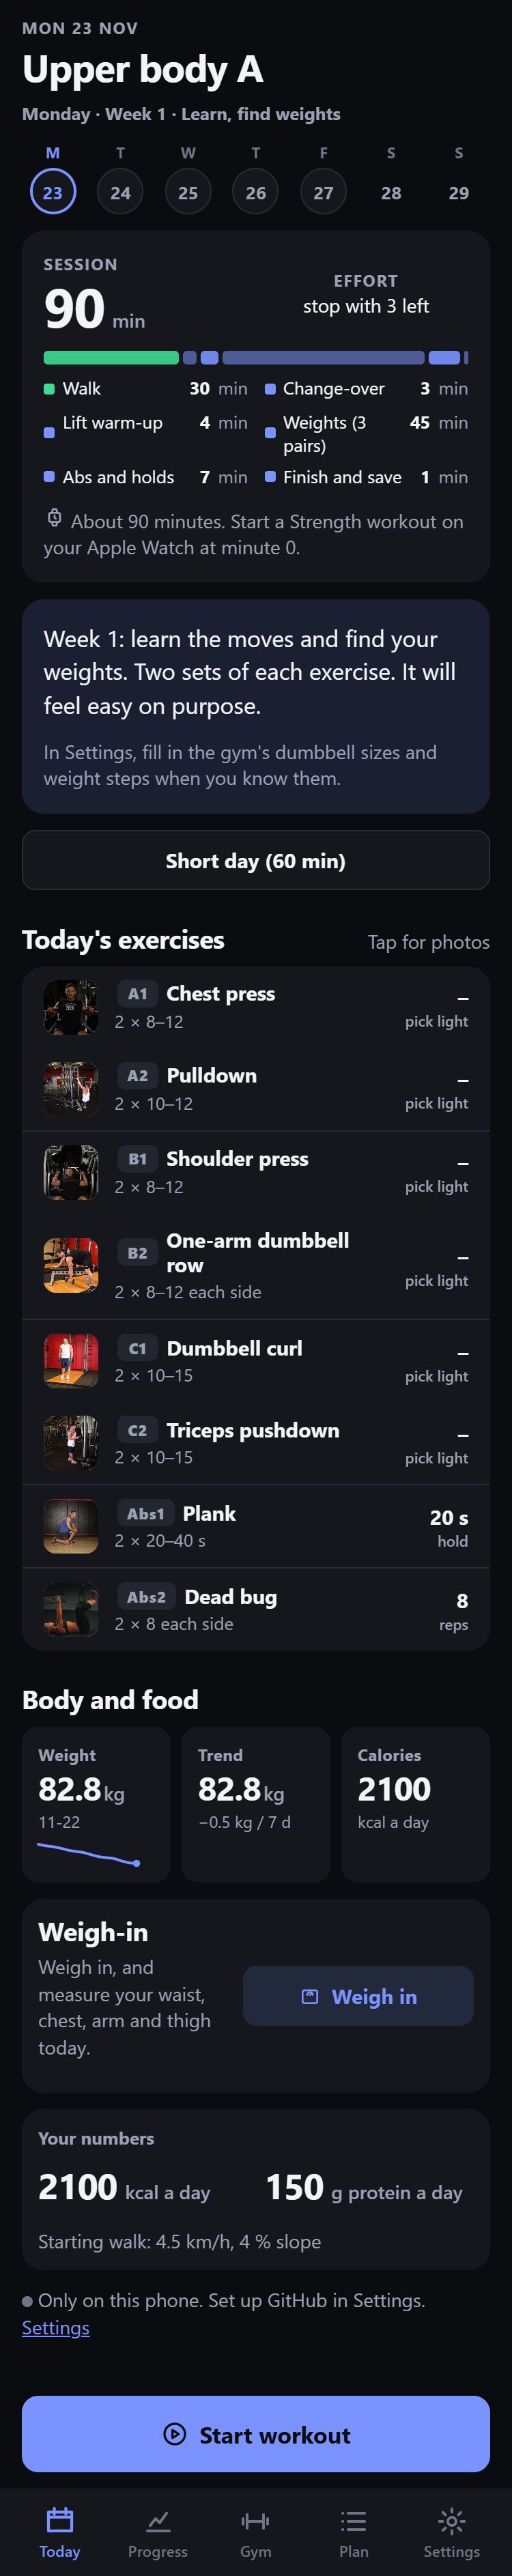 MON 23 NOV
Upper body A
Monday · Week 1 · Learn, find weights
M T W T F S S
23 24 25 26 27 28 29
SESSION
90 min
EFFORT
stop with 3 left
Walk 30 min
Change-over 3 min
Lift warm-up 4 min
Weights (3 pairs) 45 min
Abs and holds 7 min
Finish and save 1 min
About 90 minutes. Start a Strength workout on
your Apple Watch at minute 0.
Week 1: learn the moves and find your
weights. Two sets of each exercise. It will
feel easy on purpose.
In Settings, fill in the gym's dumbbell sizes and
weight steps when you know them.
Short day (60 min)
Today's exercises
Tap for photos
A1 Chest press –
2 × 8–12 pick light
A2 Pulldown –
2 × 10–12 pick light
B1 Shoulder press –
2 × 8–12 pick light
B2 One-arm dumbbell
row –
2 × 8–12 each side pick light
C1 Dumbbell curl –
2 × 10–15 pick light
C2 Triceps pushdown –
2 × 10–15 pick light
Abs1 Plank 20 s
2 × 20–40 s hold
Abs2 Dead bug 8
2 × 8 each side reps
Body and food
Weight
82.8 kg
11-22
Trend
82.8 kg
−0.5 kg / 7 d
Calories
2100
kcal a day
Weigh-in
Weigh in, and
measure your waist,
chest, arm and thigh
today.
Weigh in
Your numbers
2100 kcal a day 150 g protein a day
Starting walk: 4.5 km/h, 4 % slope
Only on this phone. Set up GitHub in Settings.
Settings
Start workout
Today Progress Gym Plan Settings